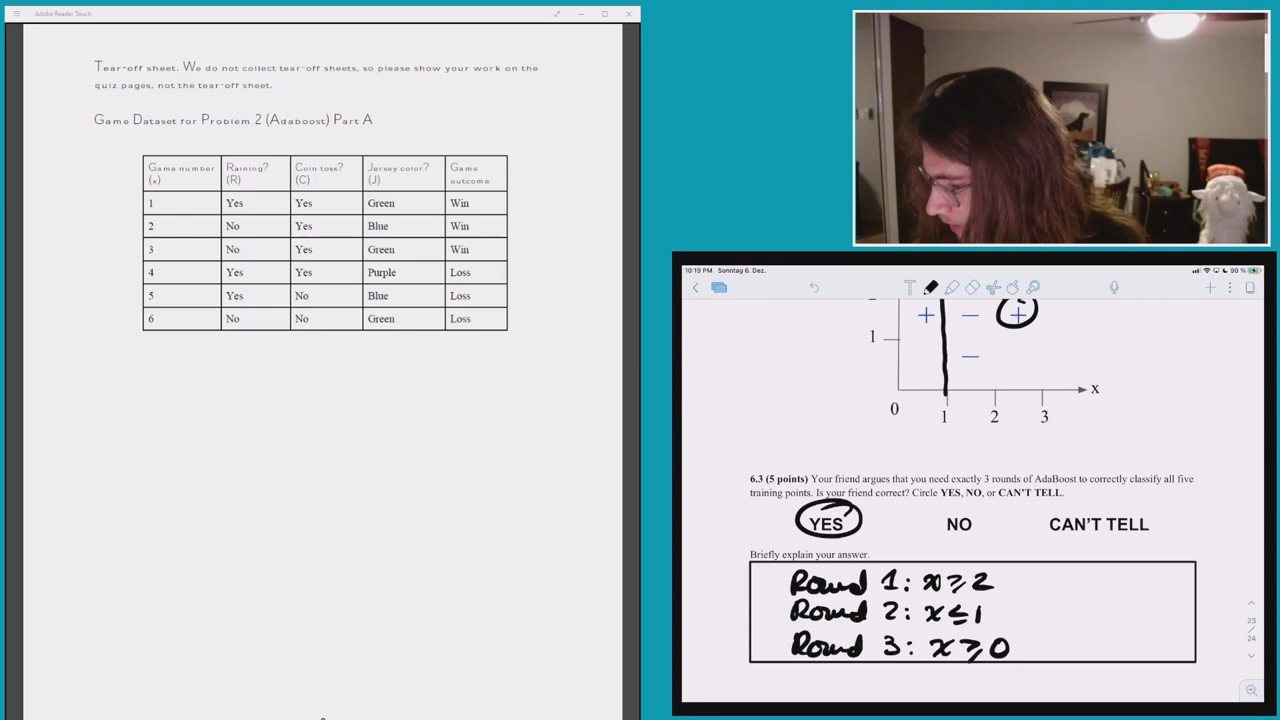 Adobe Reader Touch
Tear-off sheet. We do not collect tear-off sheets, so please show your work on the
quiz pages, not the tear-off sheet.
Game Dataset for Problem 2 (Adaboost) Part A
Game number (x) Raining? (R) Coin toss? (C) Jersey color? (J) Game outcome
1 Yes Yes Green Win
2 No Yes Blue Win
3 No Yes Green Win
4 Yes Yes Purple Loss
5 Yes No Blue Loss
6 No No Green Loss
10:19 PM Sonntag 6. Dez. 90 %
T
+ − +
1 −
x
0 1 2 3
6.3 (5 points) Your friend argues that you need exactly 3 rounds of AdaBoost to correctly classify all five
training points. Is your friend correct? Circle YES, NO, or CAN'T TELL.
YES NO CAN'T TELL
Briefly explain your answer.
Round 1: x ≥ 2
Round 2: x ≤ 1
Round 3: x ≥ 0
23
/
24